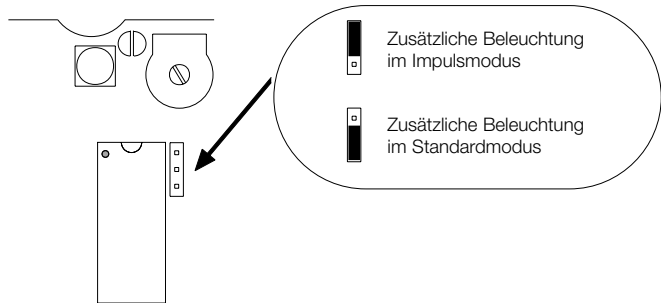 Zusätzliche Beleuchtung
im Impulsmodus
Zusätzliche Beleuchtung
im Standardmodus